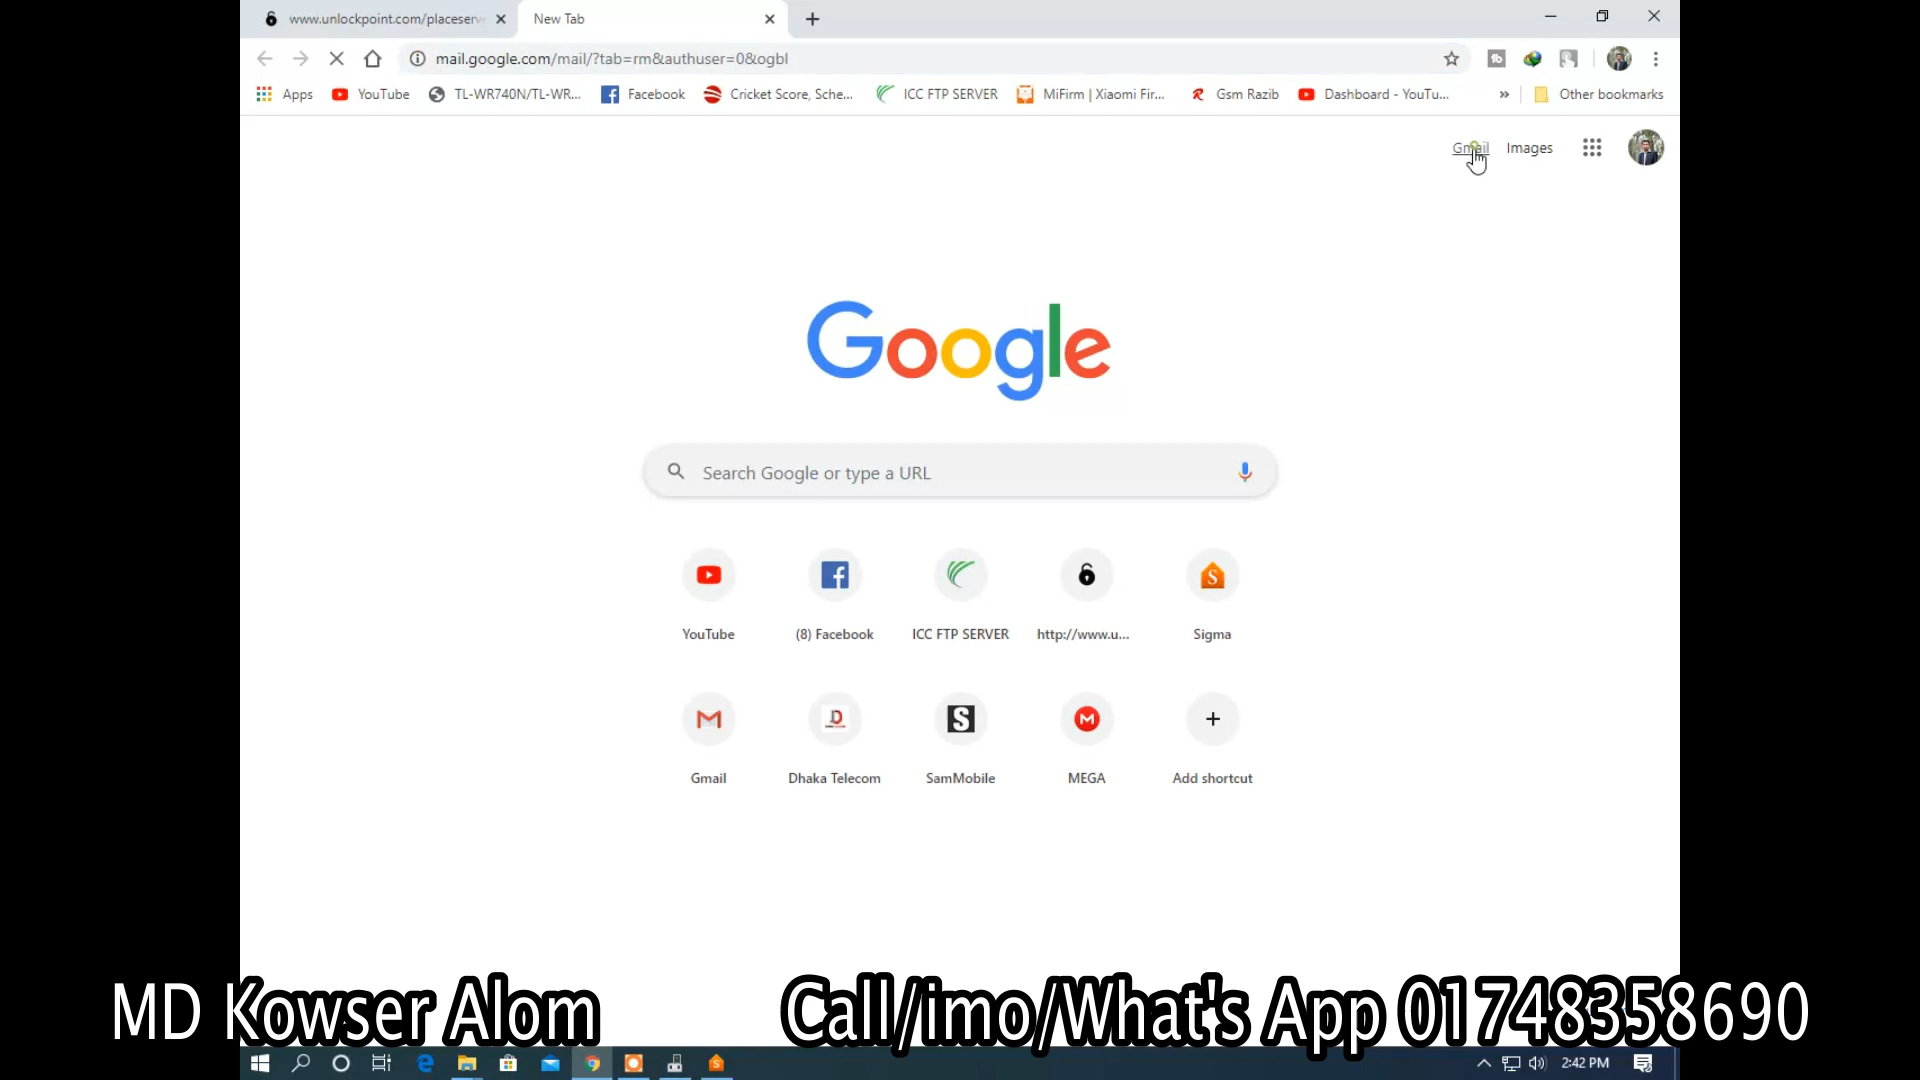 www.unlockpoint.com/placeserv
New Tab
mail.google.com/mail/?tab=rm&authuser=0&ogbl
Apps
YouTube
TL-WR740N/TL-WR...
Facebook
Cricket Score, Sche...
ICC FTP SERVER
MiFirm | Xiaomi Fir...
Gsm Razib
Dashboard - YouTu...
»
Other bookmarks
Gmail
Images
Google
Search Google or type a URL
YouTube
(8) Facebook
ICC FTP SERVER
http://www.u...
Sigma
Gmail
Dhaka Telecom
SamMobile
MEGA
Add shortcut
MD Kowser Alom
Call/imo/What's App 01748358690
2:42 PM